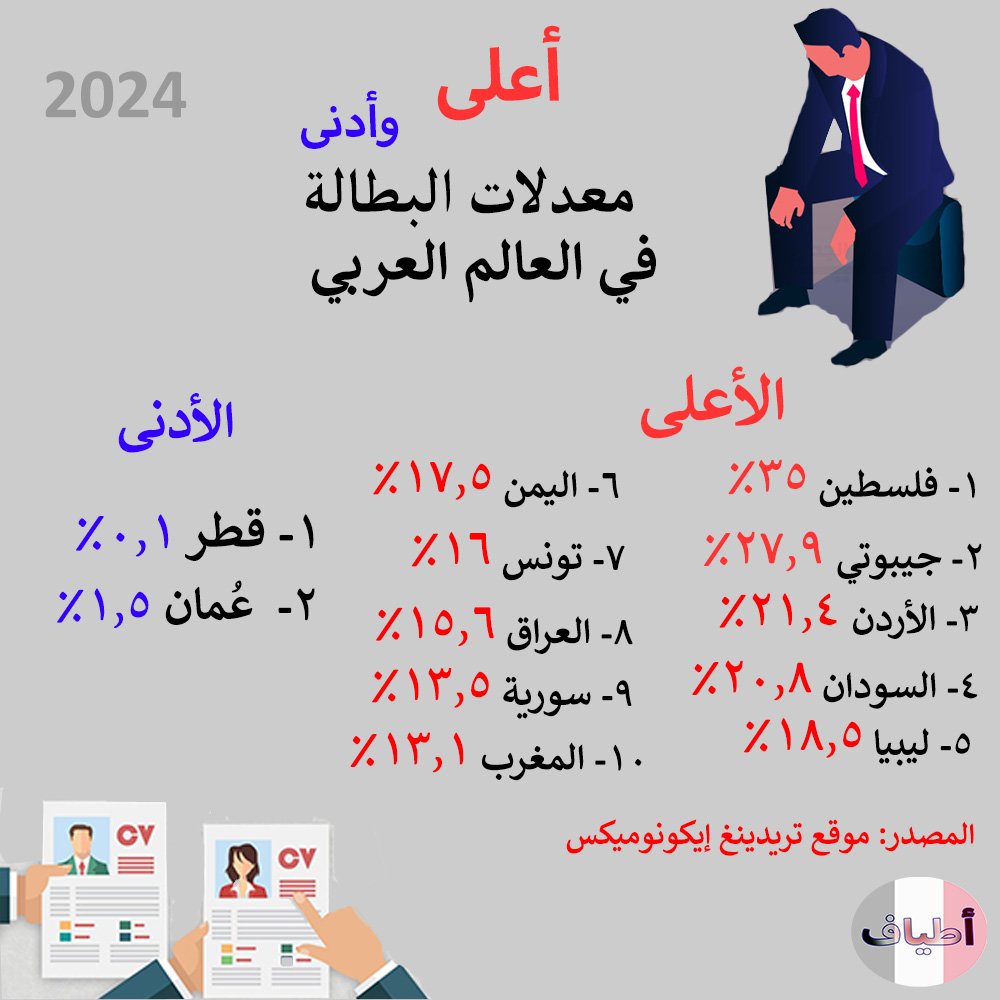 2024
أعلى
وأدنى
معدلات البطالة
في العالم العربي
الأعلى
١- فلسطين ٣٥٪
٢- جيبوتي ٢٧,٩٪
٣- الأردن ٢١,٤٪
٤- السودان ٢٠,٨٪
٥- ليبيا ١٨,٥٪
٦- اليمن ١٧,٥٪
٧- تونس ١٦٪
٨- العراق ١٥,٦٪
٩- سورية ١٣,٥٪
١٠- المغرب ١٣,١٪
الأدنى
١- قطر ٠,١٪
٢- عُمان ١,٥٪
المصدر: موقع تريدينغ إيكونوميكس
أطياف
CV
CV